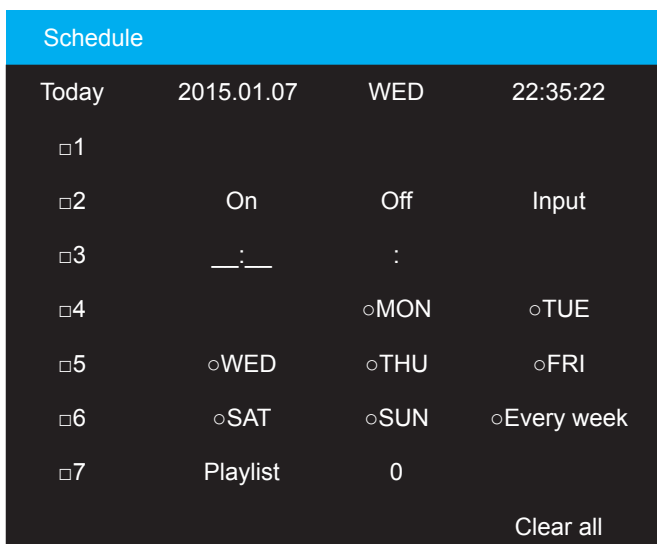 Schedule
Today 2015.01.07 WED 22:35:22
□1
□2 On Off Input
□3 __:__ :
□4 ○MON ○TUE
□5 ○WED ○THU ○FRI
□6 ○SAT ○SUN ○Every week
□7 Playlist 0
Clear all